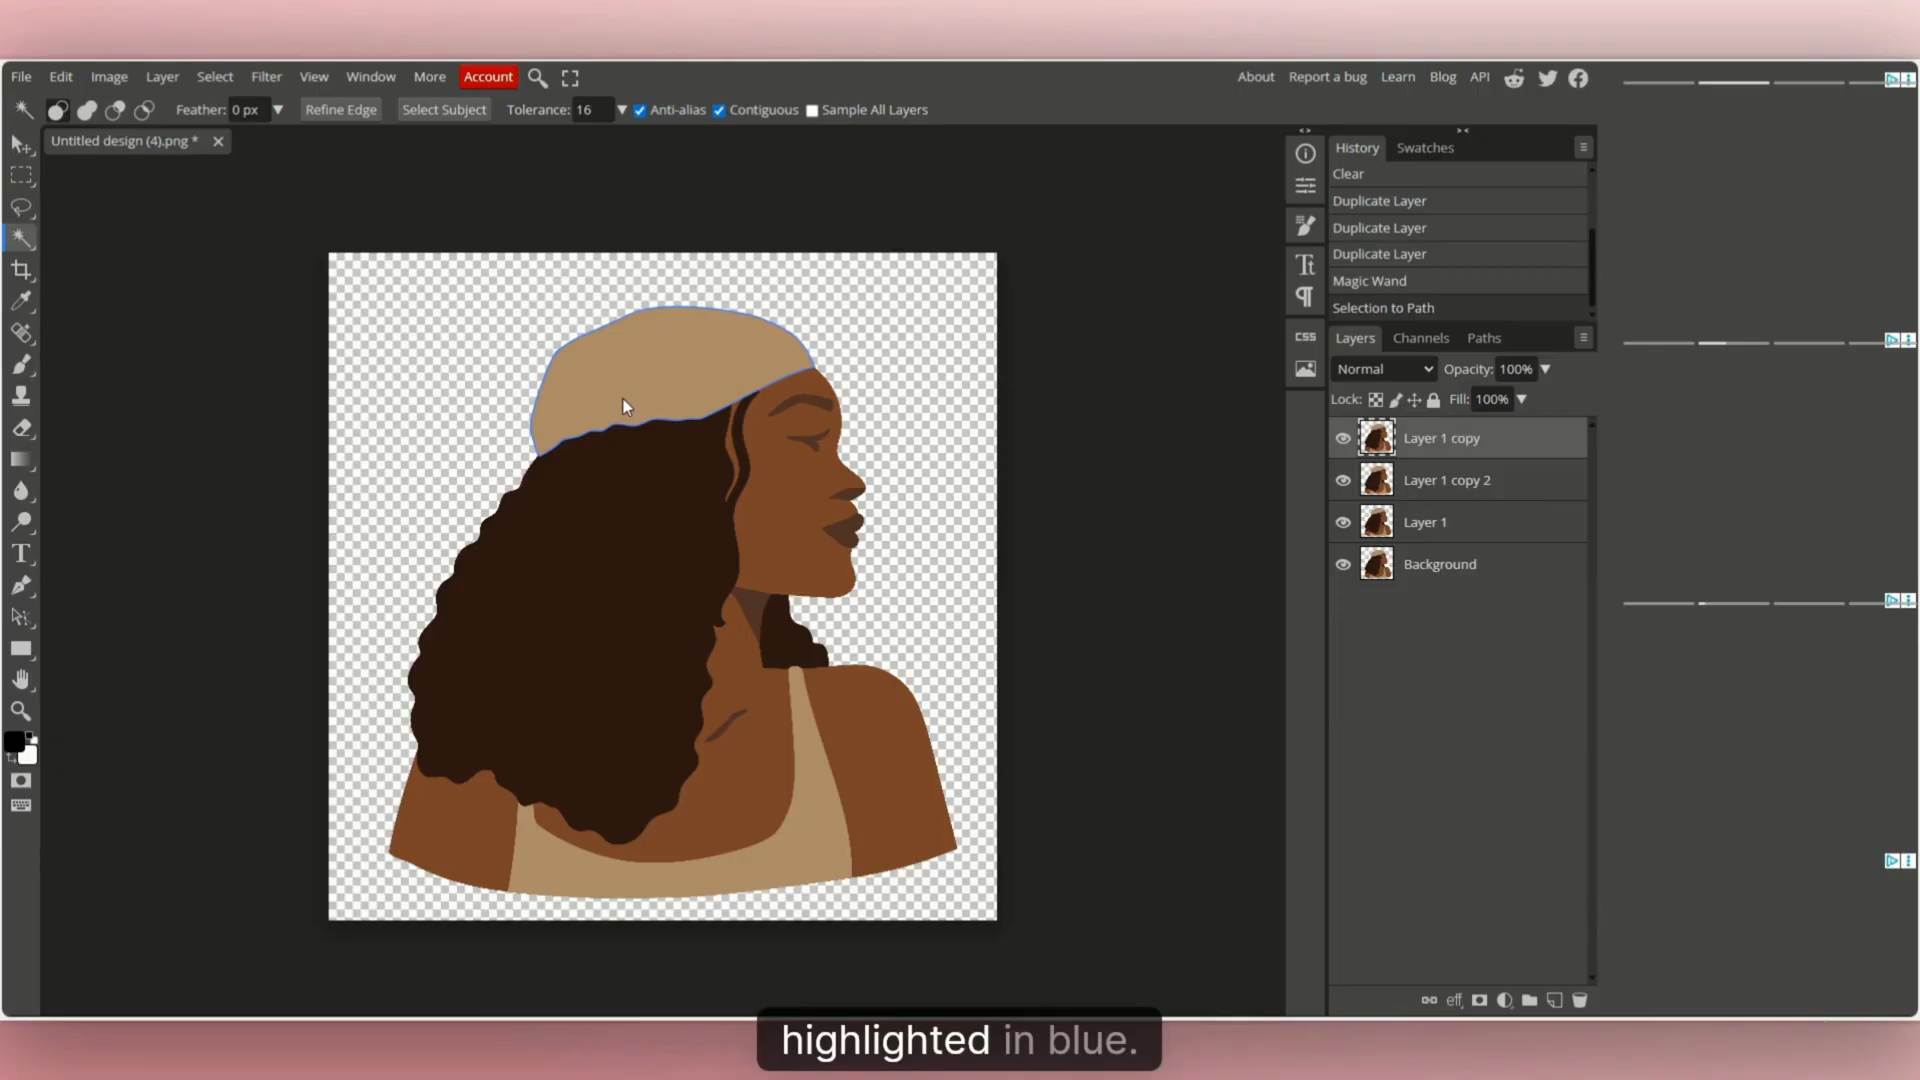 File Edit Image Layer Select Filter View Window More Account
About Report a bug Learn Blog API
Feather: 0 px Refine Edge Select Subject Tolerance: 16 Anti-alias Contiguous Sample All Layers
Untitled design (4).png *
History Swatches
Clear
Duplicate Layer
Duplicate Layer
Duplicate Layer
Magic Wand
Selection to Path
CSS
Layers Channels Paths
Normal Opacity: 100%
Lock: Fill: 100%
Layer 1 copy
Layer 1 copy 2
Layer 1
Background
eff
highlighted in blue.